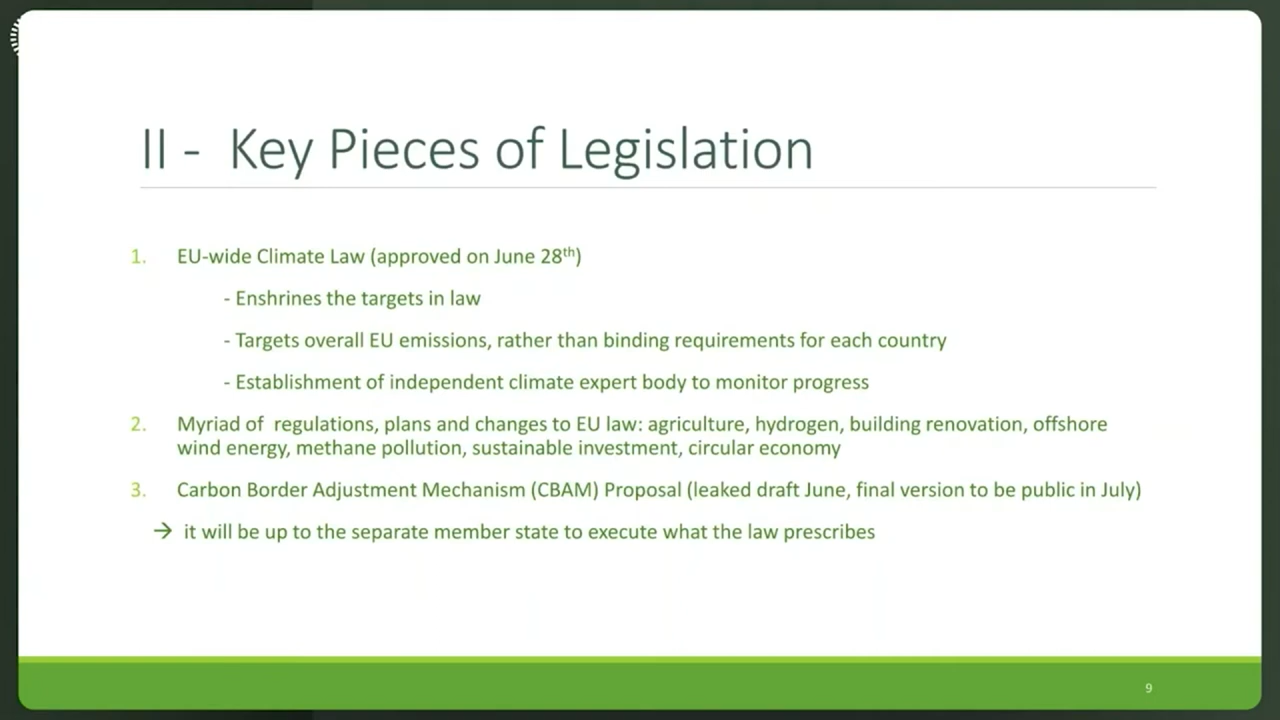 II - Key Pieces of Legislation
1. EU-wide Climate Law (approved on June 28th)
- Enshrines the targets in law
- Targets overall EU emissions, rather than binding requirements for each country
- Establishment of independent climate expert body to monitor progress
2. Myriad of regulations, plans and changes to EU law: agriculture, hydrogen, building renovation, offshore
wind energy, methane pollution, sustainable investment, circular economy
3. Carbon Border Adjustment Mechanism (CBAM) Proposal (leaked draft June, final version to be public in July)
→ it will be up to the separate member state to execute what the law prescribes
9